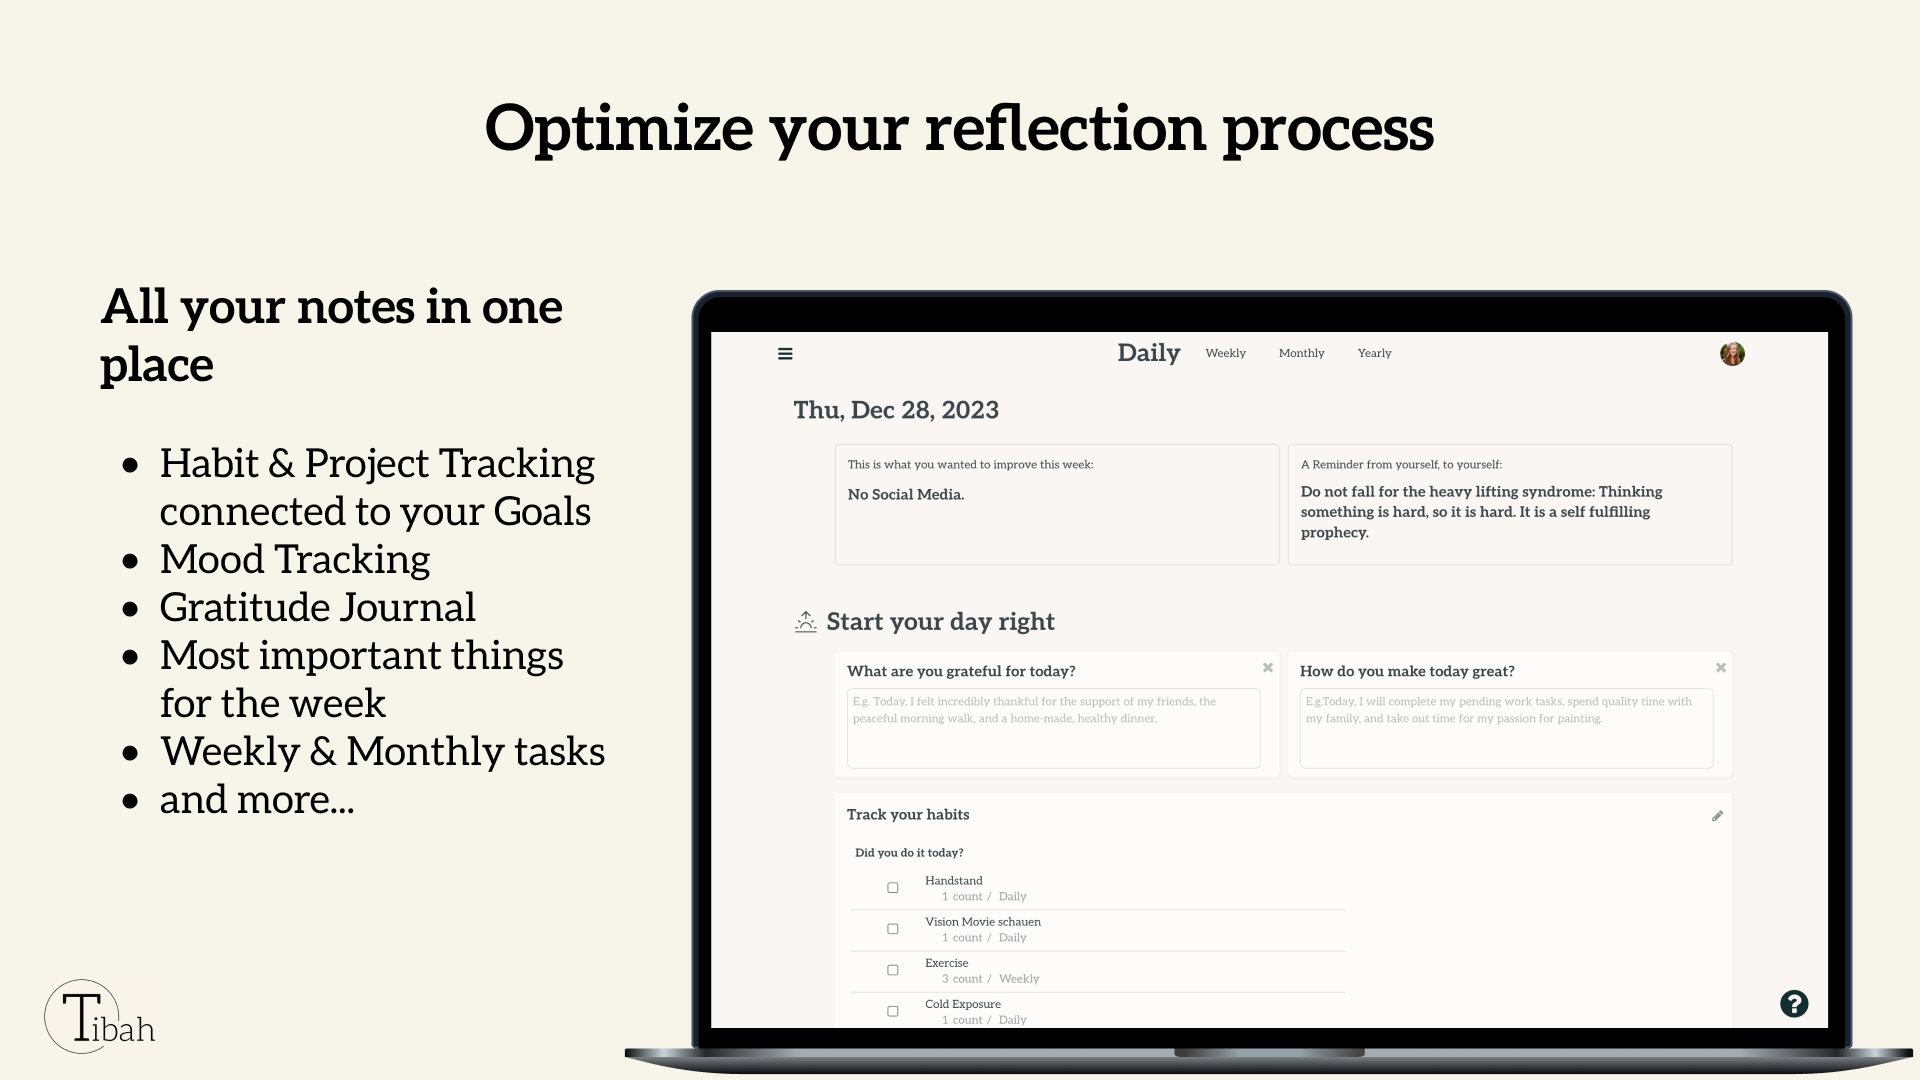 Optimize your reflection process
All your notes in one
place
Habit & Project Tracking
connected to your Goals
Mood Tracking
Gratitude Journal
Most important things
for the week
Weekly & Monthly tasks
and more...
Tibah
Daily Weekly Monthly Yearly
Thu, Dec 28, 2023
This is what you wanted to improve this week:
No Social Media.
A Reminder from yourself, to yourself:
Do not fall for the heavy lifting syndrome: Thinking
something is hard, so it is hard. It is a self fulfilling
prophecy.
Start your day right
What are you grateful for today?
E.g. Today, I felt incredibly thankful for the support of my friends, the
peaceful morning walk, and a home-made, healthy dinner.
How do you make today great?
E.g.Today, I will complete my pending work tasks, spend quality time with
my family, and take out time for my passion for painting.
Track your habits
Did you do it today?
Handstand
1 count / Daily
Vision Movie schauen
1 count / Daily
Exercise
3 count / Weekly
Cold Exposure
1 count / Daily
?